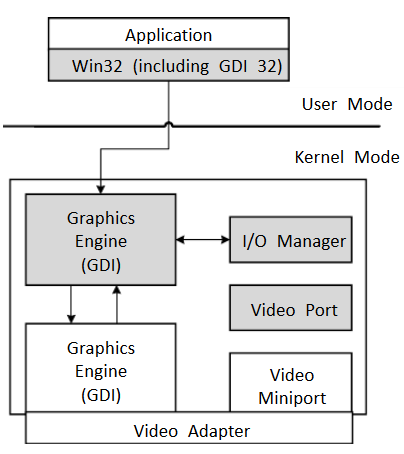 Application
Win32 (including GDI 32)
User Mode
Kernel Mode
Graphics
Engine
(GDI)
I/O Manager
Video Port
Graphics
Engine
(GDI)
Video
Miniport
Video Adapter